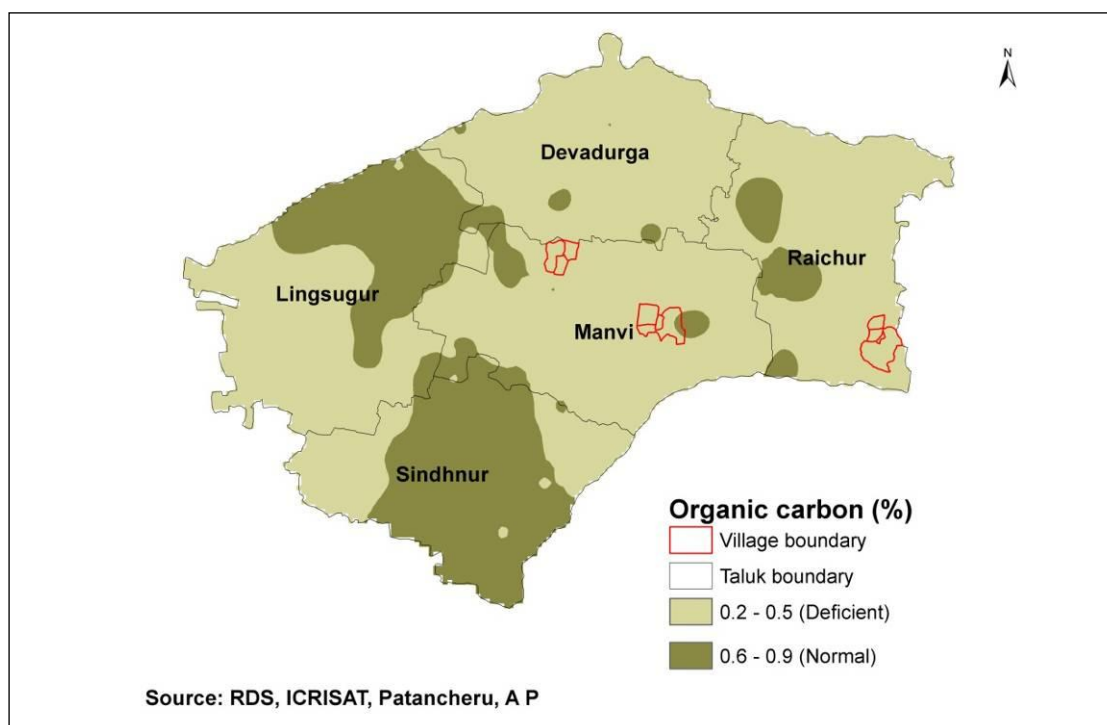 N
Devadurga
Raichur
Lingsugur
Manvi
Sindhnur
Organic carbon (%)
Village boundary
Taluk boundary
0.2 - 0.5 (Deficient)
0.6 - 0.9 (Normal)
Source: RDS, ICRISAT, Patancheru, A P